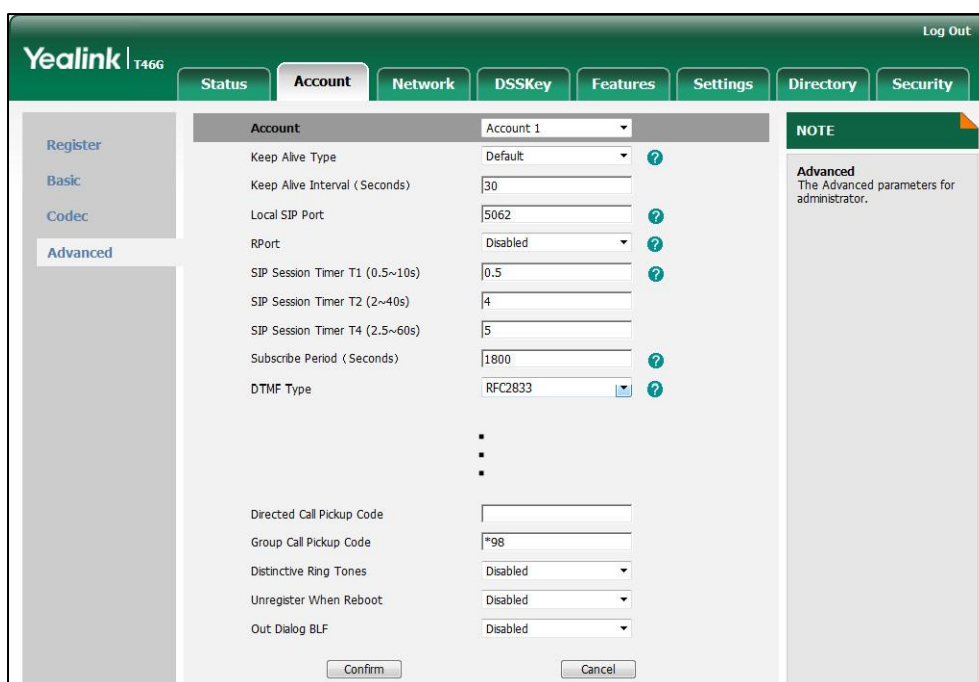 Log Out
Yealink T46G
Status Account Network DSSKey Features Settings Directory Security
Register
Basic
Codec
Advanced
Account Account 1
Keep Alive Type Default ?
Keep Alive Interval (Seconds) 30
Local SIP Port 5062 ?
RPort Disabled ?
SIP Session Timer T1 (0.5~10s) 0.5 ?
SIP Session Timer T2 (2~40s) 4
SIP Session Timer T4 (2.5~60s) 5
Subscribe Period (Seconds) 1800 ?
DTMF Type RFC2833 ?
Directed Call Pickup Code
Group Call Pickup Code *98
Distinctive Ring Tones Disabled
Unregister When Reboot Disabled
Out Dialog BLF Disabled
Confirm Cancel
NOTE
Advanced
The Advanced parameters for
administrator.